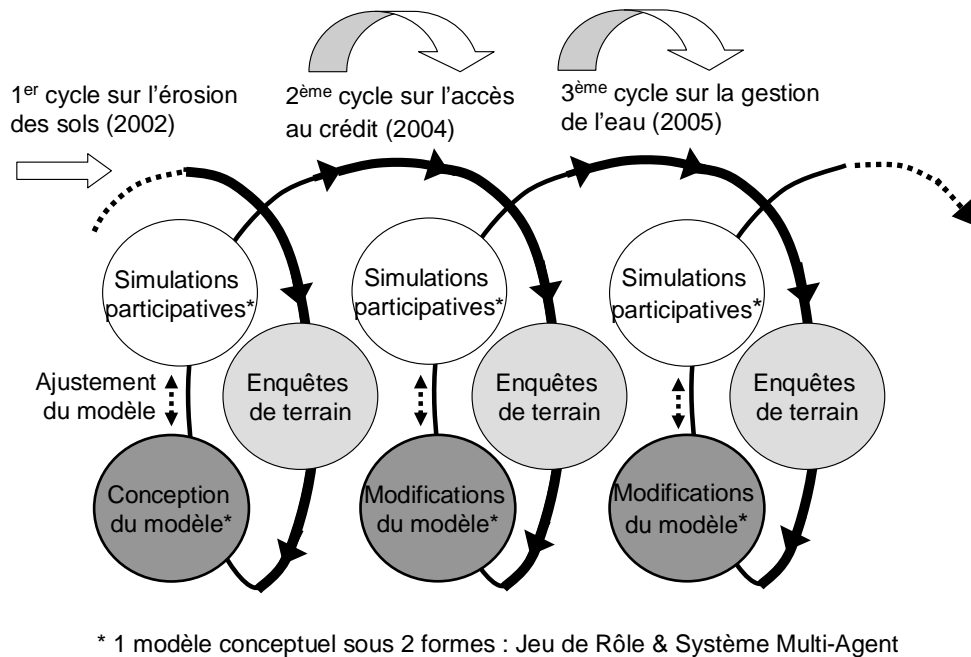 1er cycle sur l'érosion
des sols (2002)
2ème cycle sur l'accès
au crédit (2004)
3ème cycle sur la gestion
de l'eau (2005)
Simulations
participatives*
Simulations
participatives*
Simulations
participatives*
Ajustement
du modèle
Enquêtes
de terrain
Enquêtes
de terrain
Enquêtes
de terrain
Conception
du modèle*
Modifications
du modèle*
Modifications
du modèle*
* 1 modèle conceptuel sous 2 formes : Jeu de Rôle & Système Multi-Agent